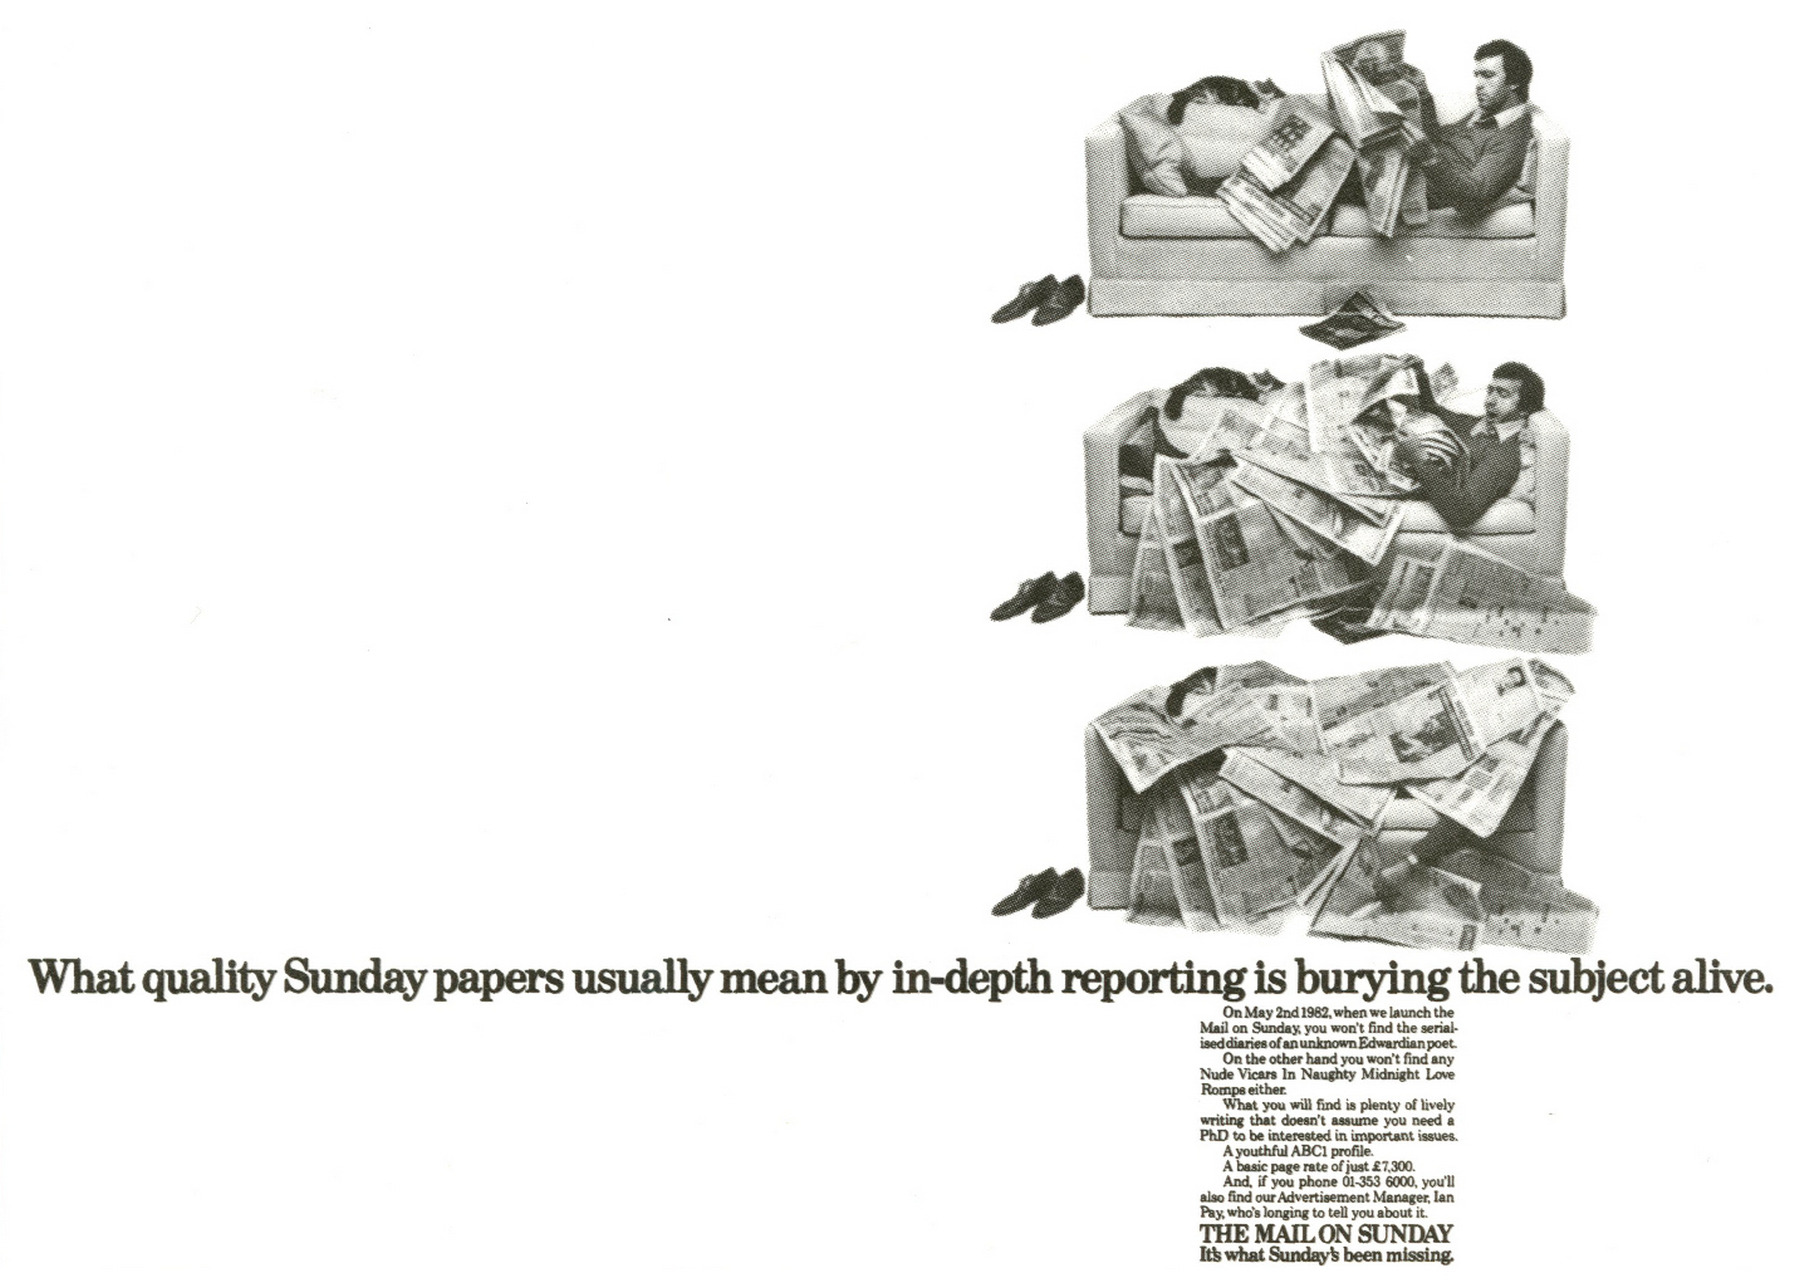 What quality Sunday papers usually mean by in-depth reporting is burying the subject alive.
On May 2nd 1982, when we launch the
Mail on Sunday, you won't find the serial-
ised diaries of an unknown Edwardian poet.
On the other hand you won't find any
Nude Vicars In Naughty Midnight Love
Romps either.
What you will find is plenty of lively
writing that doesn't assume you need a
PhD to be interested in important issues.
A youthful ABC1 profile.
A basic page rate of just £7,300.
And, if you phone 01-353 6000, you'll
also find our Advertisement Manager, Ian
Pay, who's longing to tell you about it.
THE MAIL ON SUNDAY
It's what Sunday's been missing.